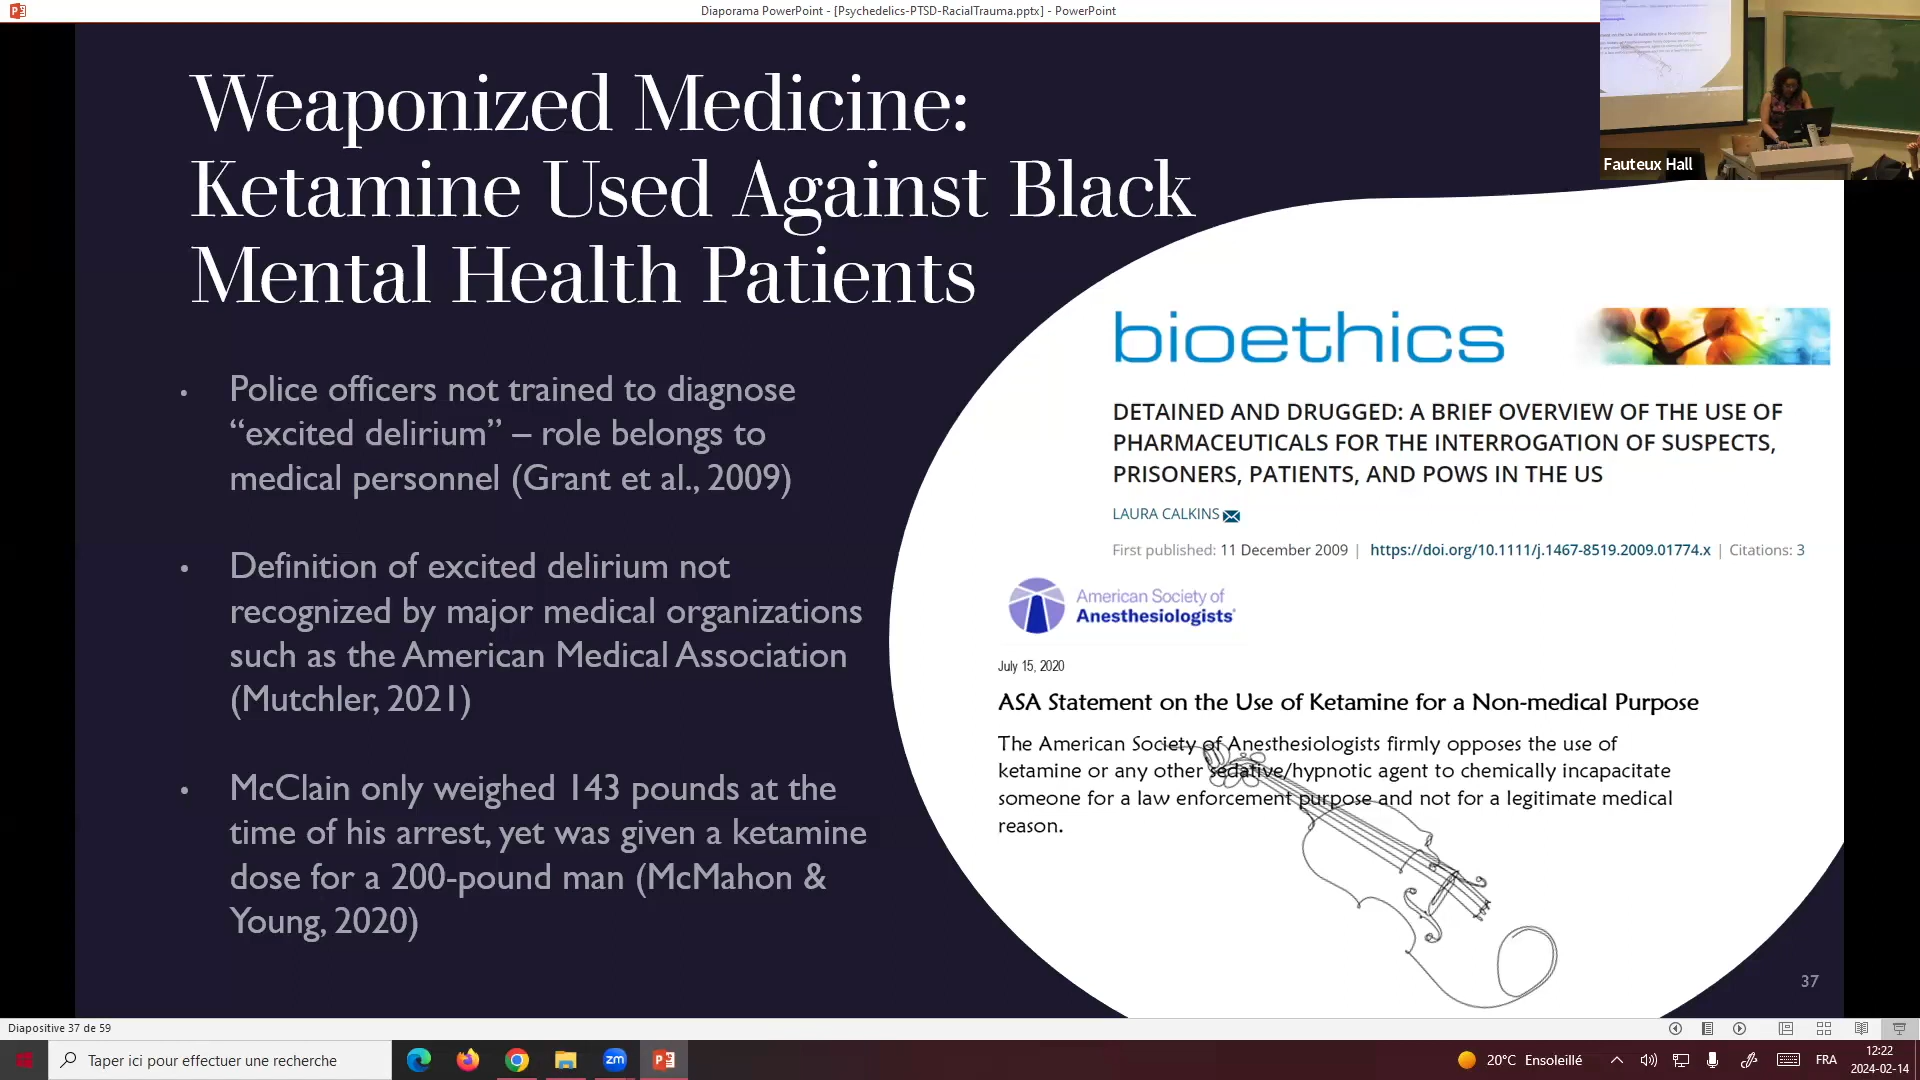 Diaporama PowerPoint - [Psychedelics-PTSD-RacialTrauma.pptx] - PowerPoint
Fauteux Hall
Weaponized Medicine:
Ketamine Used Against Black
Mental Health Patients
• Police officers not trained to diagnose
“excited delirium” – role belongs to
medical personnel (Grant et al., 2009)
• Definition of excited delirium not
recognized by major medical organizations
such as the American Medical Association
(Mutchler, 2021)
• McClain only weighed 143 pounds at the
time of his arrest, yet was given a ketamine
dose for a 200-pound man (McMahon &
Young, 2020)
bioethics
DETAINED AND DRUGGED: A BRIEF OVERVIEW OF THE USE OF
PHARMACEUTICALS FOR THE INTERROGATION OF SUSPECTS,
PRISONERS, PATIENTS, AND POWS IN THE US
LAURA CALKINS
First published: 11 December 2009 | https://doi.org/10.1111/j.1467-8519.2009.01774.x | Citations: 3
American Society of
Anesthesiologists®
July 15, 2020
ASA Statement on the Use of Ketamine for a Non-medical Purpose
The American Society of Anesthesiologists firmly opposes the use of
ketamine or any other sedative/hypnotic agent to chemically incapacitate
someone for a law enforcement purpose and not for a legitimate medical
reason.
37
Diapositive 37 de 59
Taper ici pour effectuer une recherche
zm
20°C Ensoleillé
FRA
12:22
2024-02-14